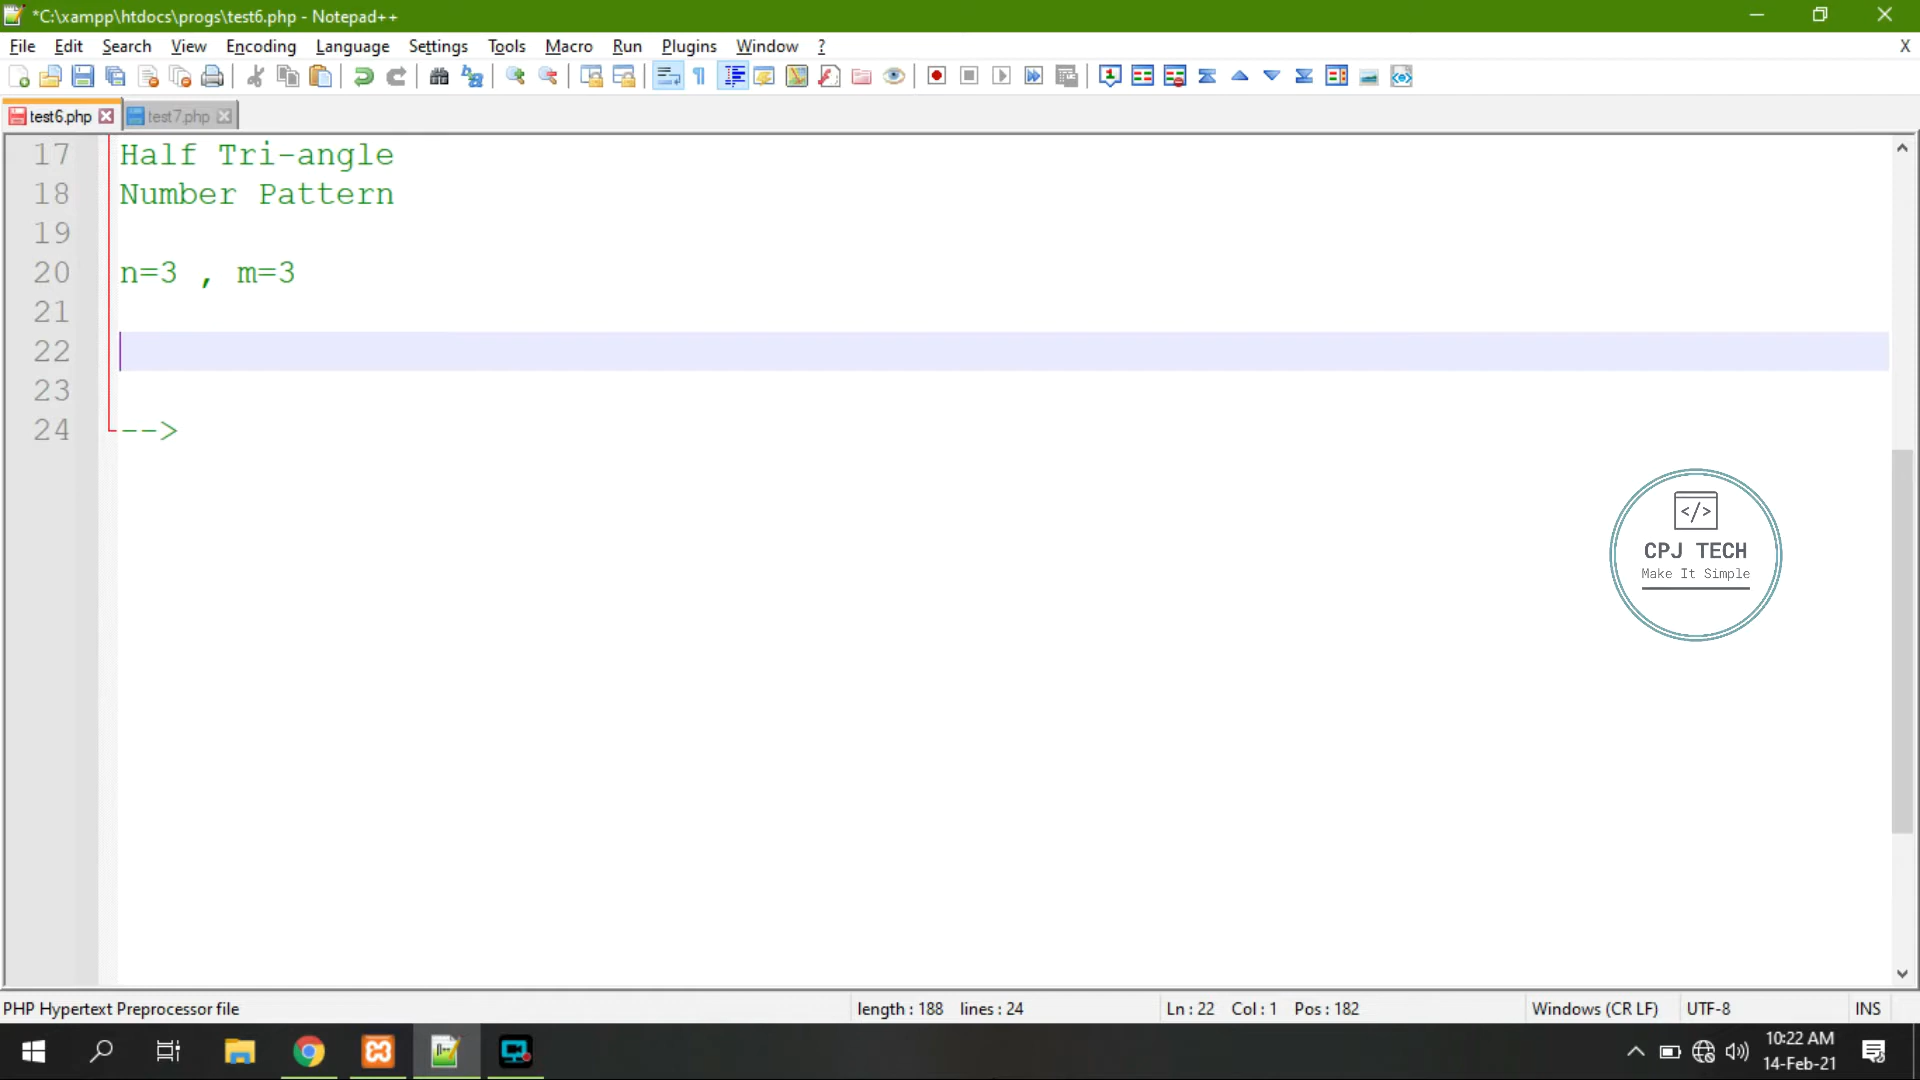 *C:\xampp\htdocs\progs\test6.php - Notepad++
File Edit Search View Encoding Language Settings Tools Macro Run Plugins Window ? X
test6.php test7.php
17 Half Tri-angle
18 Number Pattern
19
20 n=3 , m=3
21
22
23
24 -->
</>
CPJ TECH
Make It Simple
PHP Hypertext Preprocessor file length : 188 lines : 24 Ln : 22 Col : 1 Pos : 182 Windows (CR LF) UTF-8 INS
10:22 AM
14-Feb-21